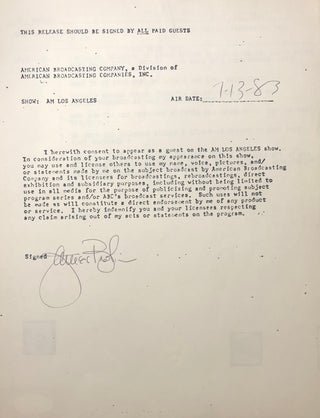 THIS RELEASE SHOULD BE SIGNED BY ALL PAID GUESTS
AMERICAN BROADCASTING COMPANY, a Division of
AMERICAN BROADCASTING COMPANIES, INC.
SHOW: AM LOS ANGELES AIR DATE: 7-13-83
I herewith consent to appear as a guest on the AM LOS ANGELES show.
In consideration of your broadcasting my appearance on this show,
you may use and license others to use my name, voice, pictures, and/
or statements made by me on the subject broadcast by American Broadcasting
Company and its licensees for broadcastings, rebroadcastings, direct
exhibition and subsidiary purposes, including without being limited to
use in all media for the purpose of publicizing and promoting subject
program series and/or ABC's broadcast services. Such uses will not
be made as will constitute a direct endorsement by me of any product
or service. I hereby indemnify you and your licensees respecting
any claim arising out of my acts or statements on the program.
Signed